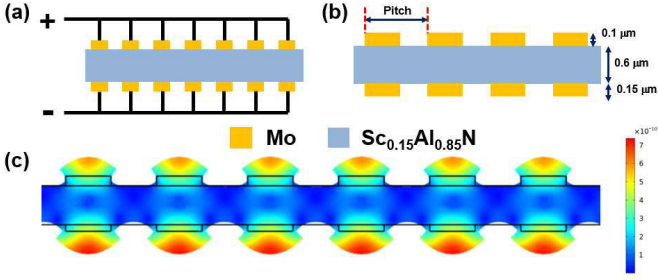 (a)
+
-
(b)
Pitch
0.1 μm
0.6 μm
0.15 μm
Mo
Sc0.15Al0.85N
(c)
×10⁻¹⁰
7
6
5
4
3
2
1